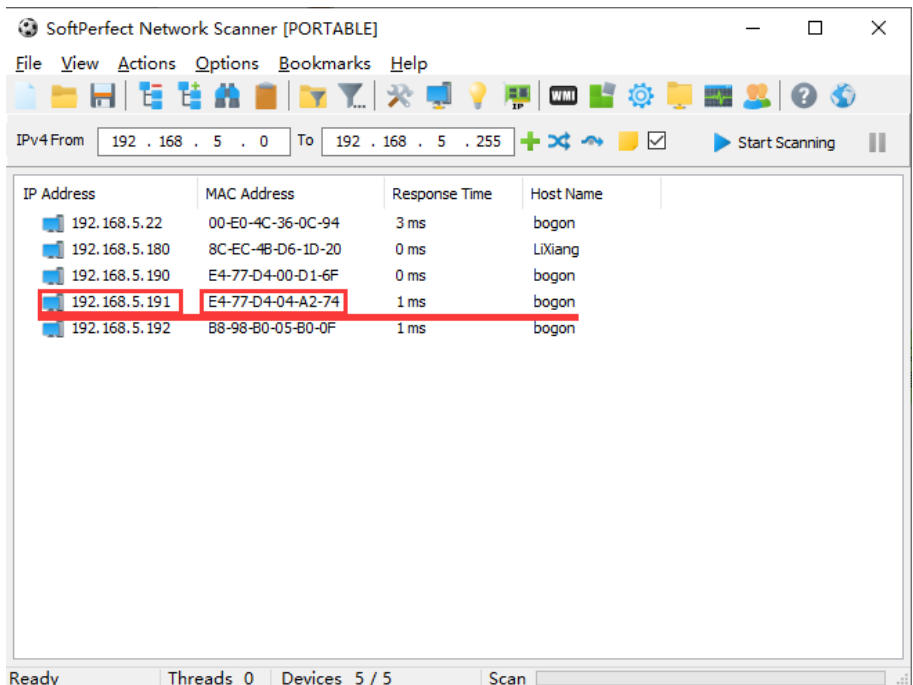 SoftPerfect Network Scanner [PORTABLE]
File View Actions Options Bookmarks Help
IP WMI
IPv4 From 192 . 168 . 5 . 0 To 192 . 168 . 5 . 255 Start Scanning
IP Address MAC Address Response Time Host Name
192.168.5.22 00-E0-4C-36-0C-94 3 ms bogon
192.168.5.180 8C-EC-4B-D6-1D-20 0 ms LiXiang
192.168.5.190 E4-77-D4-00-D1-6F 0 ms bogon
192.168.5.191 E4-77-D4-04-A2-74 1 ms bogon
192.168.5.192 B8-98-B0-05-B0-0F 1 ms bogon
Ready Threads 0 Devices 5 / 5 Scan